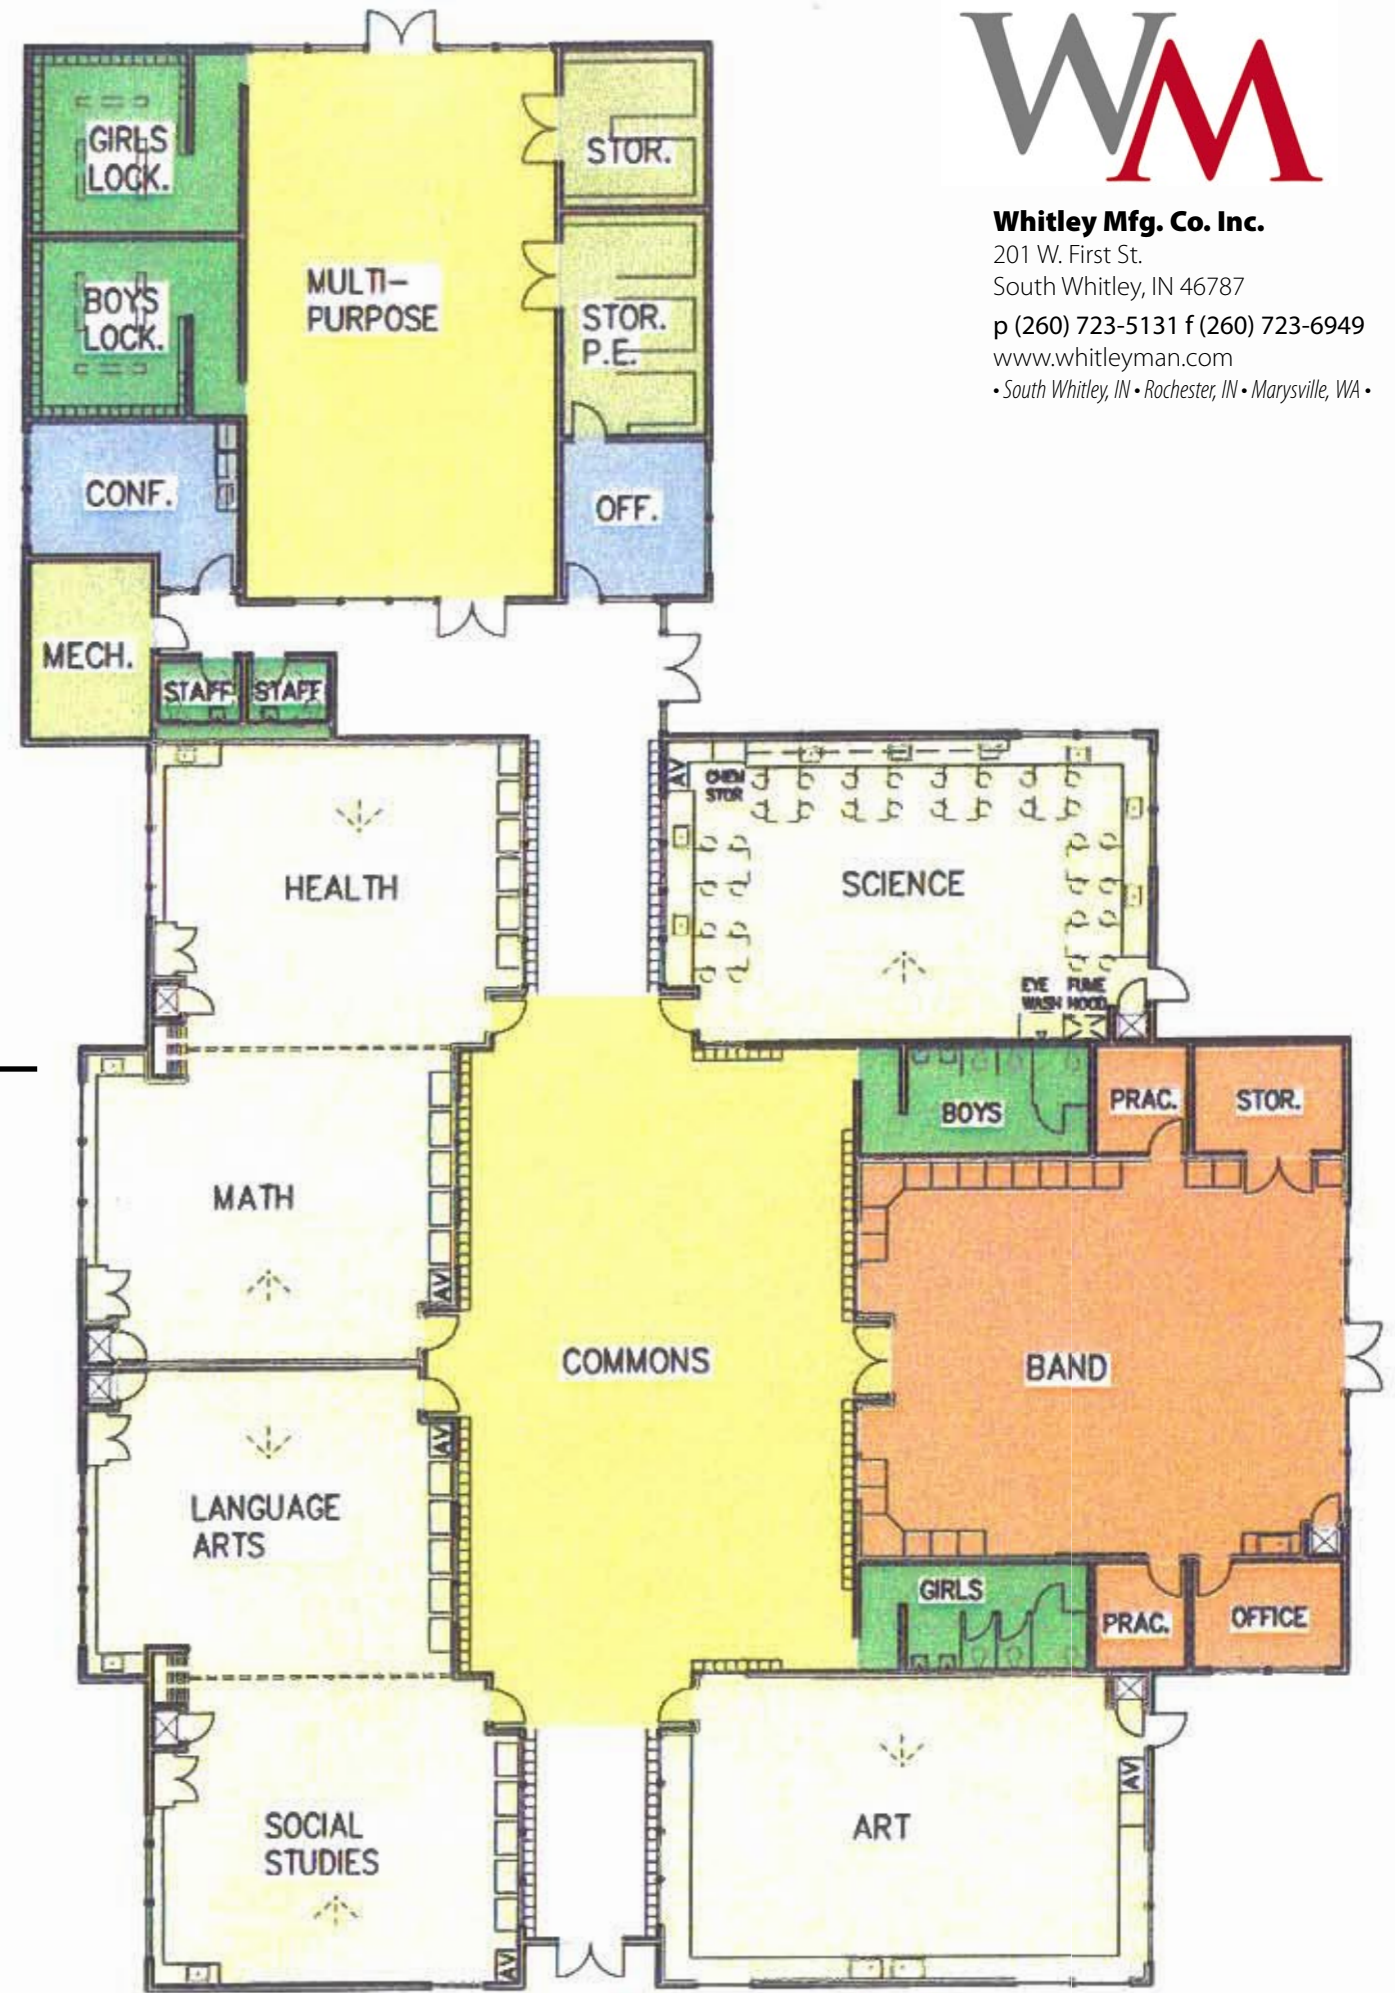 WM
Whitley Mfg. Co. Inc.
201 W. First St.
South Whitley, IN 46787
p (260) 723-5131 f (260) 723-6949
www.whitleyman.com
• South Whitley, IN • Rochester, IN • Marysville, WA •
GIRLS
LOCK.
STOR.
BOYS
LOCK.
MULTI-
PURPOSE
STOR.
P.E.
CONF.
OFF.
MECH.
STAFF
STAFF
AV
CHEM
STOR
HEALTH
SCIENCE
EYE
WASH
FUME
HOOD
BOYS
PRAC.
STOR.
MATH
AV
COMMONS
BAND
AV
LANGUAGE
ARTS
GIRLS
PRAC.
OFFICE
SOCIAL
STUDIES
AV
ART
AV